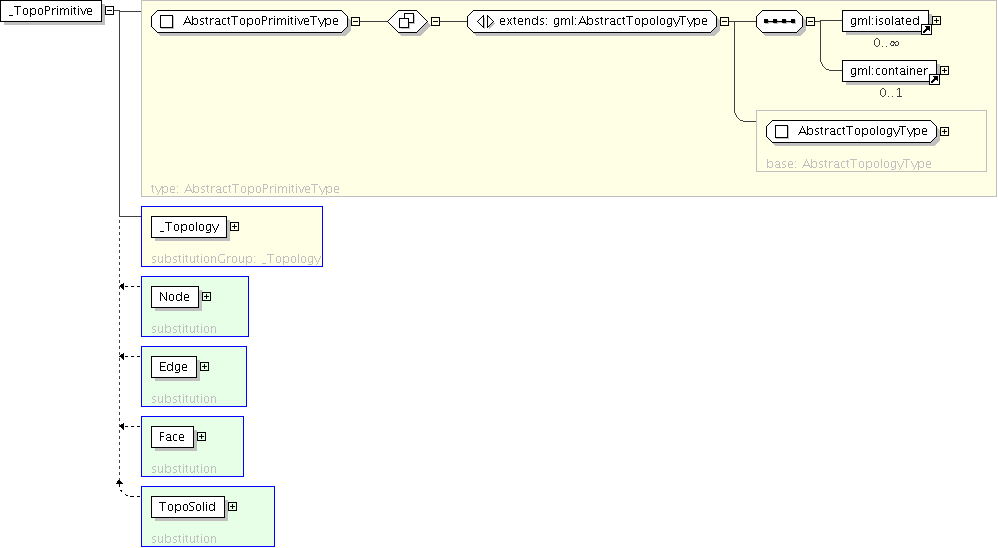 _TopoPrimitive
AbstractTopoPrimitiveType
extends: gml:AbstractTopologyType
gml:isolated
0..∞
gml:container
0..1
AbstractTopologyType
base: AbstractTopologyType
type: AbstractTopoPrimitiveType
_Topology
substitutionGroup: _Topology
Node
substitution
Edge
substitution
Face
substitution
TopoSolid
substitution